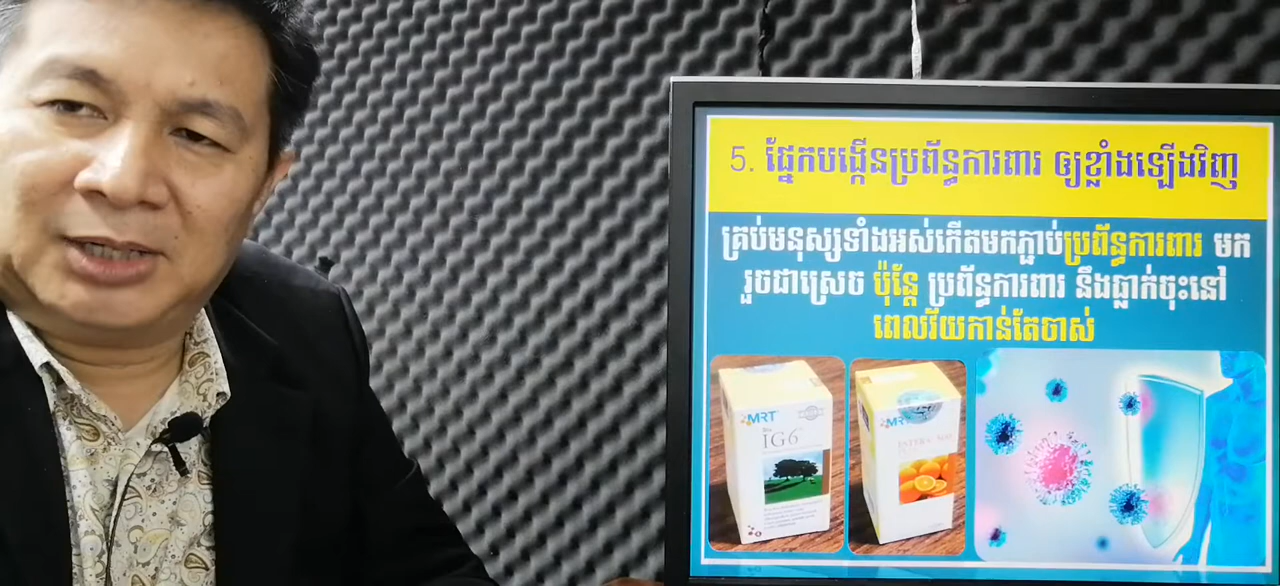 5. ផ្នែកបង្កើនប្រព័ន្ធការពារ ឲ្យខ្លាំងឡើងវិញ
គ្រប់មនុស្សទាំងអស់កើតមកភ្ជាប់ប្រព័ន្ធការពារ មក
រួចជាស្រេច ប៉ុន្តែ ប្រព័ន្ធការពារ នឹងធ្លាក់ចុះនៅ
ពេលវ័យកាន់តែចាស់
MRT
IG6
MRT